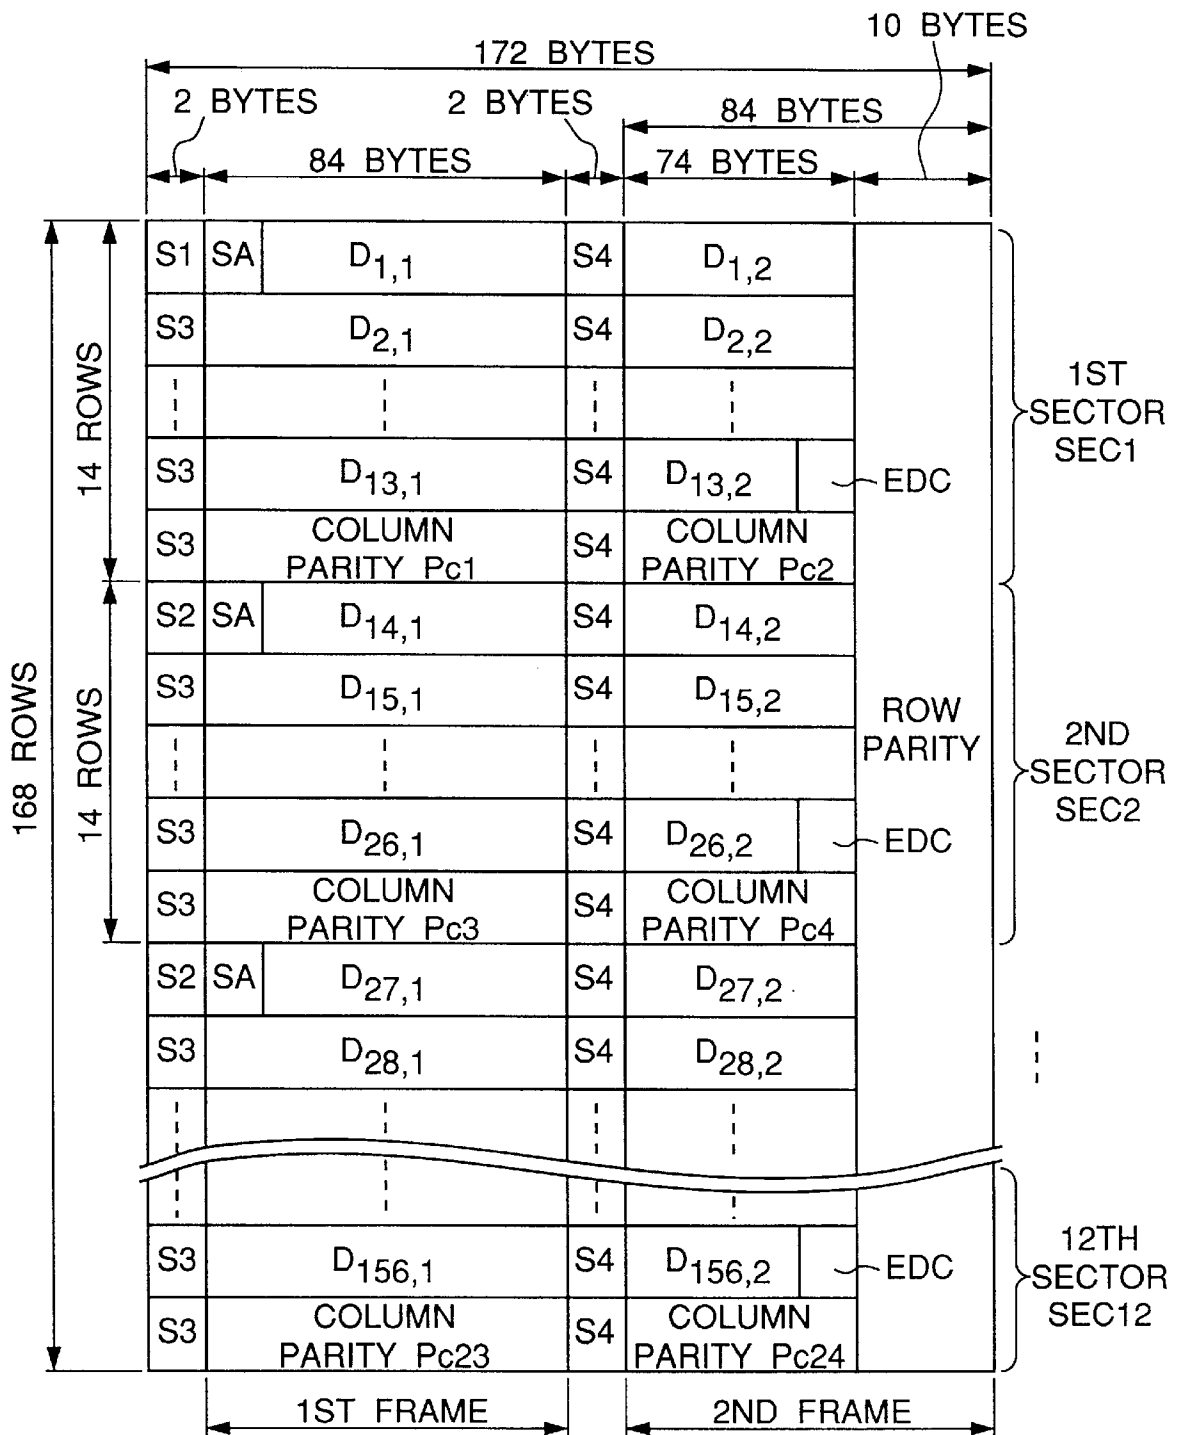 10 BYTES
172 BYTES
2 BYTES 2 BYTES 84 BYTES
84 BYTES 74 BYTES
168 ROWS
14 ROWS
14 ROWS
S1 SA D1,1 S4 D1,2
S3 D2,1 S4 D2,2
S3 D13,1 S4 D13,2 EDC
S3 COLUMN PARITY Pc1 S4 COLUMN PARITY Pc2
S2 SA D14,1 S4 D14,2
S3 D15,1 S4 D15,2
S3 D26,1 S4 D26,2 EDC
S3 COLUMN PARITY Pc3 S4 COLUMN PARITY Pc4
S2 SA D27,1 S4 D27,2
S3 D28,1 S4 D28,2
S3 D156,1 S4 D156,2 EDC
S3 COLUMN PARITY Pc23 S4 COLUMN PARITY Pc24
ROW
PARITY
1ST
SECTOR
SEC1
2ND
SECTOR
SEC2
12TH
SECTOR
SEC12
1ST FRAME 2ND FRAME